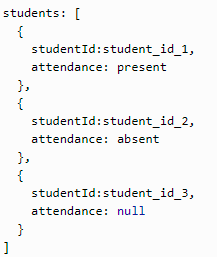 students: [
  {
    studentId:student_id_1,
    attendance: present
  },
  {
    studentId:student_id_2,
    attendance: absent
  },
  {
    studentId:student_id_3,
    attendance: null
  }
]